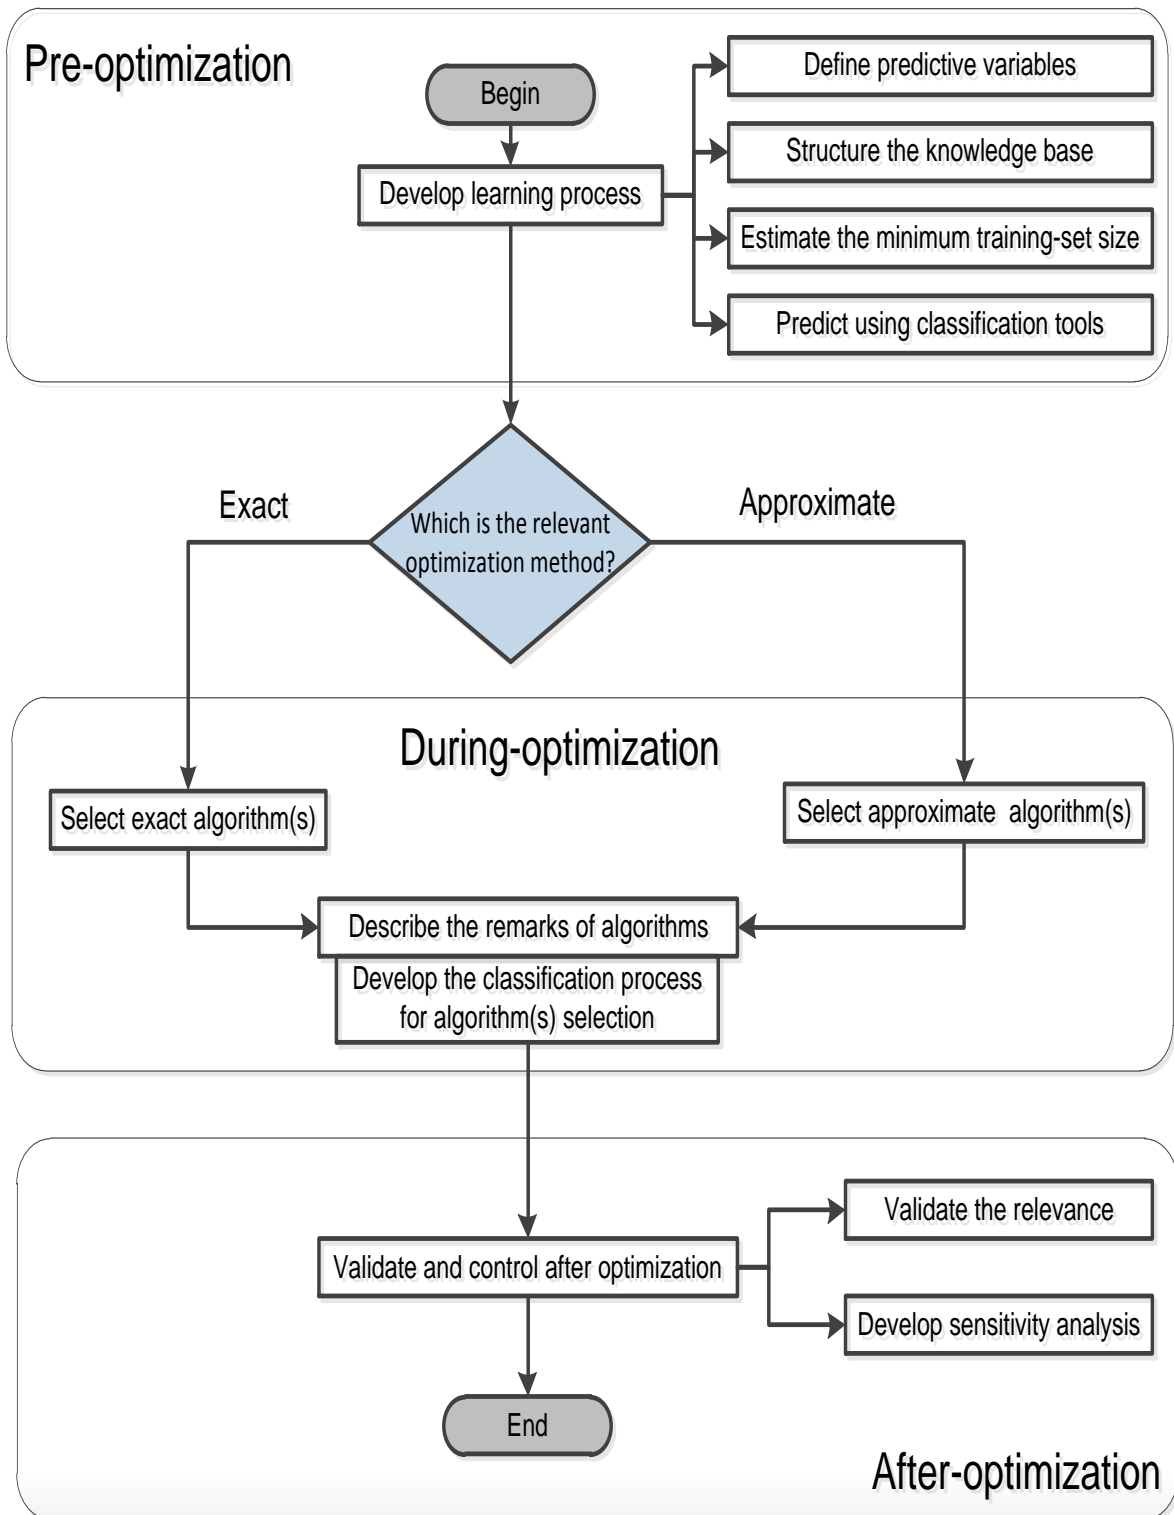 Pre-optimization
Begin
Develop learning process
Define predictive variables
Structure the knowledge base
Estimate the minimum training-set size
Predict using classification tools
Which is the relevant
optimization method?
Exact
Approximate
During-optimization
Select exact algorithm(s)
Select approximate algorithm(s)
Describe the remarks of algorithms
Develop the classification process
for algorithm(s) selection
Validate and control after optimization
Validate the relevance
Develop sensitivity analysis
End
After-optimization